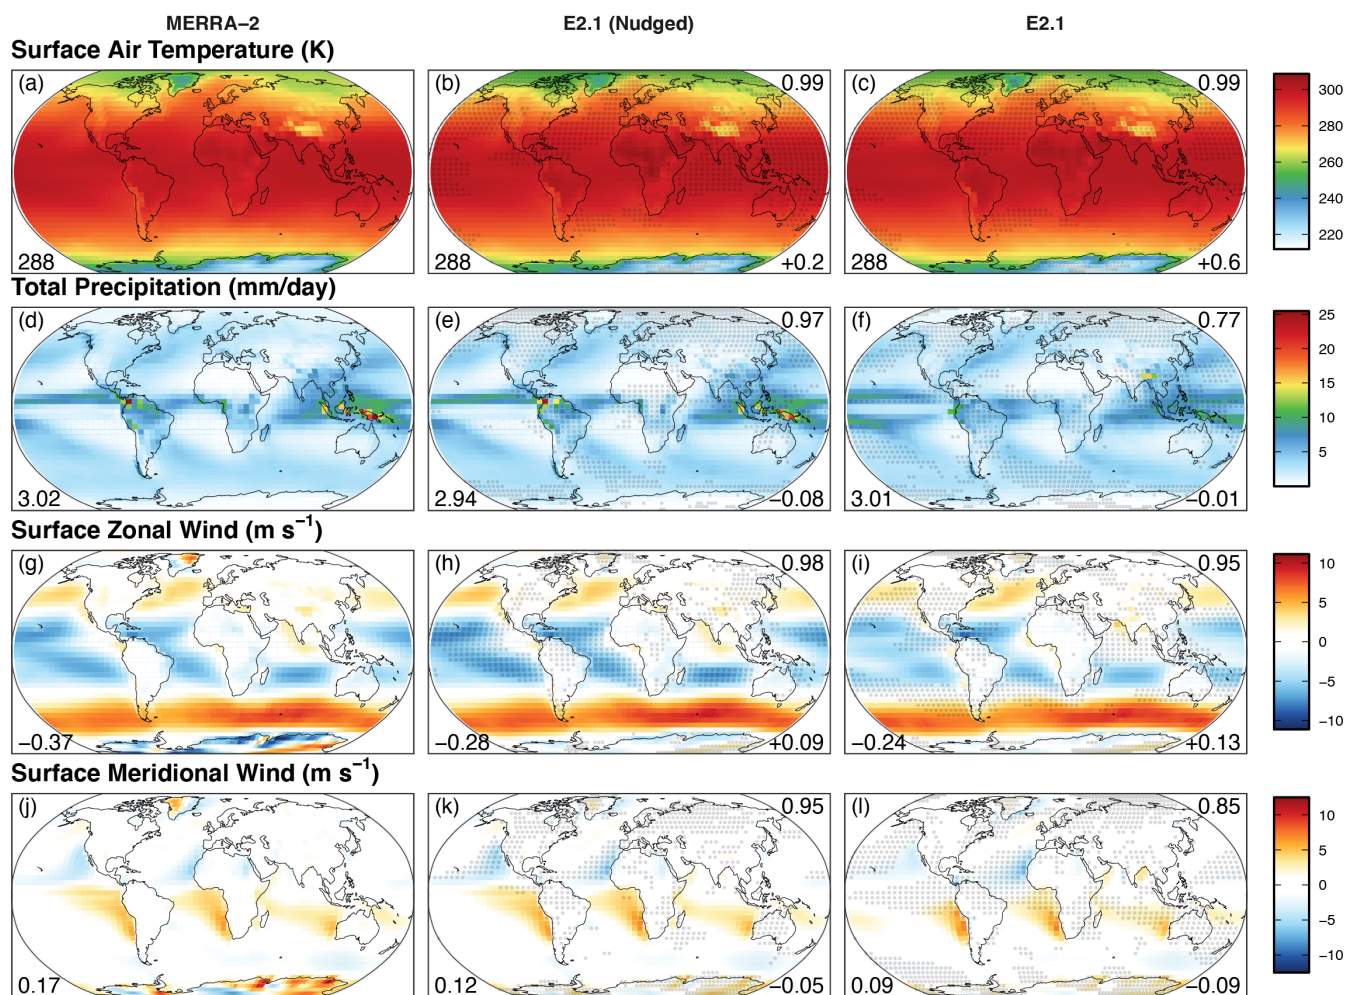 MERRA–2 E2.1 (Nudged) E2.1
Surface Air Temperature (K)
(a) (b) 0.99 (c) 0.99
288 288 +0.2 288 +0.6
300
280
260
240
220
Total Precipitation (mm/day)
(d) (e) 0.97 (f) 0.77
3.02 2.94 −0.08 3.01 −0.01
25
20
15
10
5
Surface Zonal Wind (m s⁻¹)
(g) (h) 0.98 (i) 0.95
−0.37 −0.28 +0.09 −0.24 +0.13
10
5
0
−5
−10
Surface Meridional Wind (m s⁻¹)
(j) (k) 0.95 (l) 0.85
0.17 0.12 −0.05 0.09 −0.09
10
5
0
−5
−10